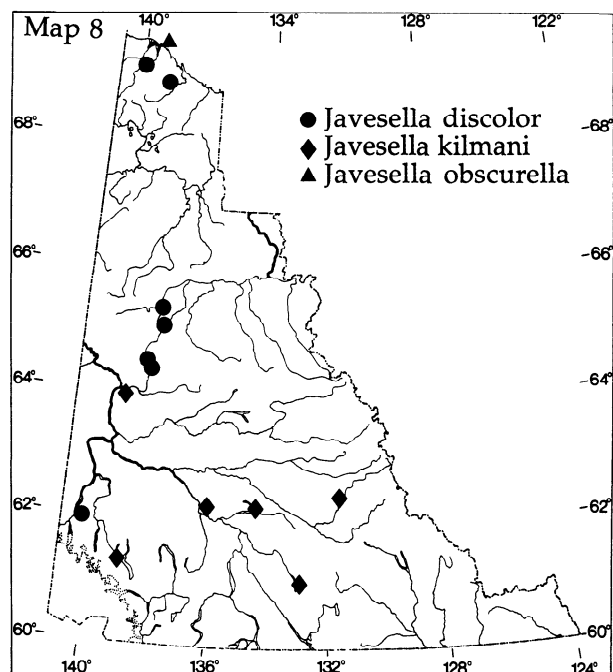 Map 8
140° 134° 122°
● Javesella discolor
♦ Javesella kilmani
▲ Javesella obscurella
68° -68°
66° -66°
64° -64°
62° -62°
60° 60°
140° 136° 132° 128° 124°